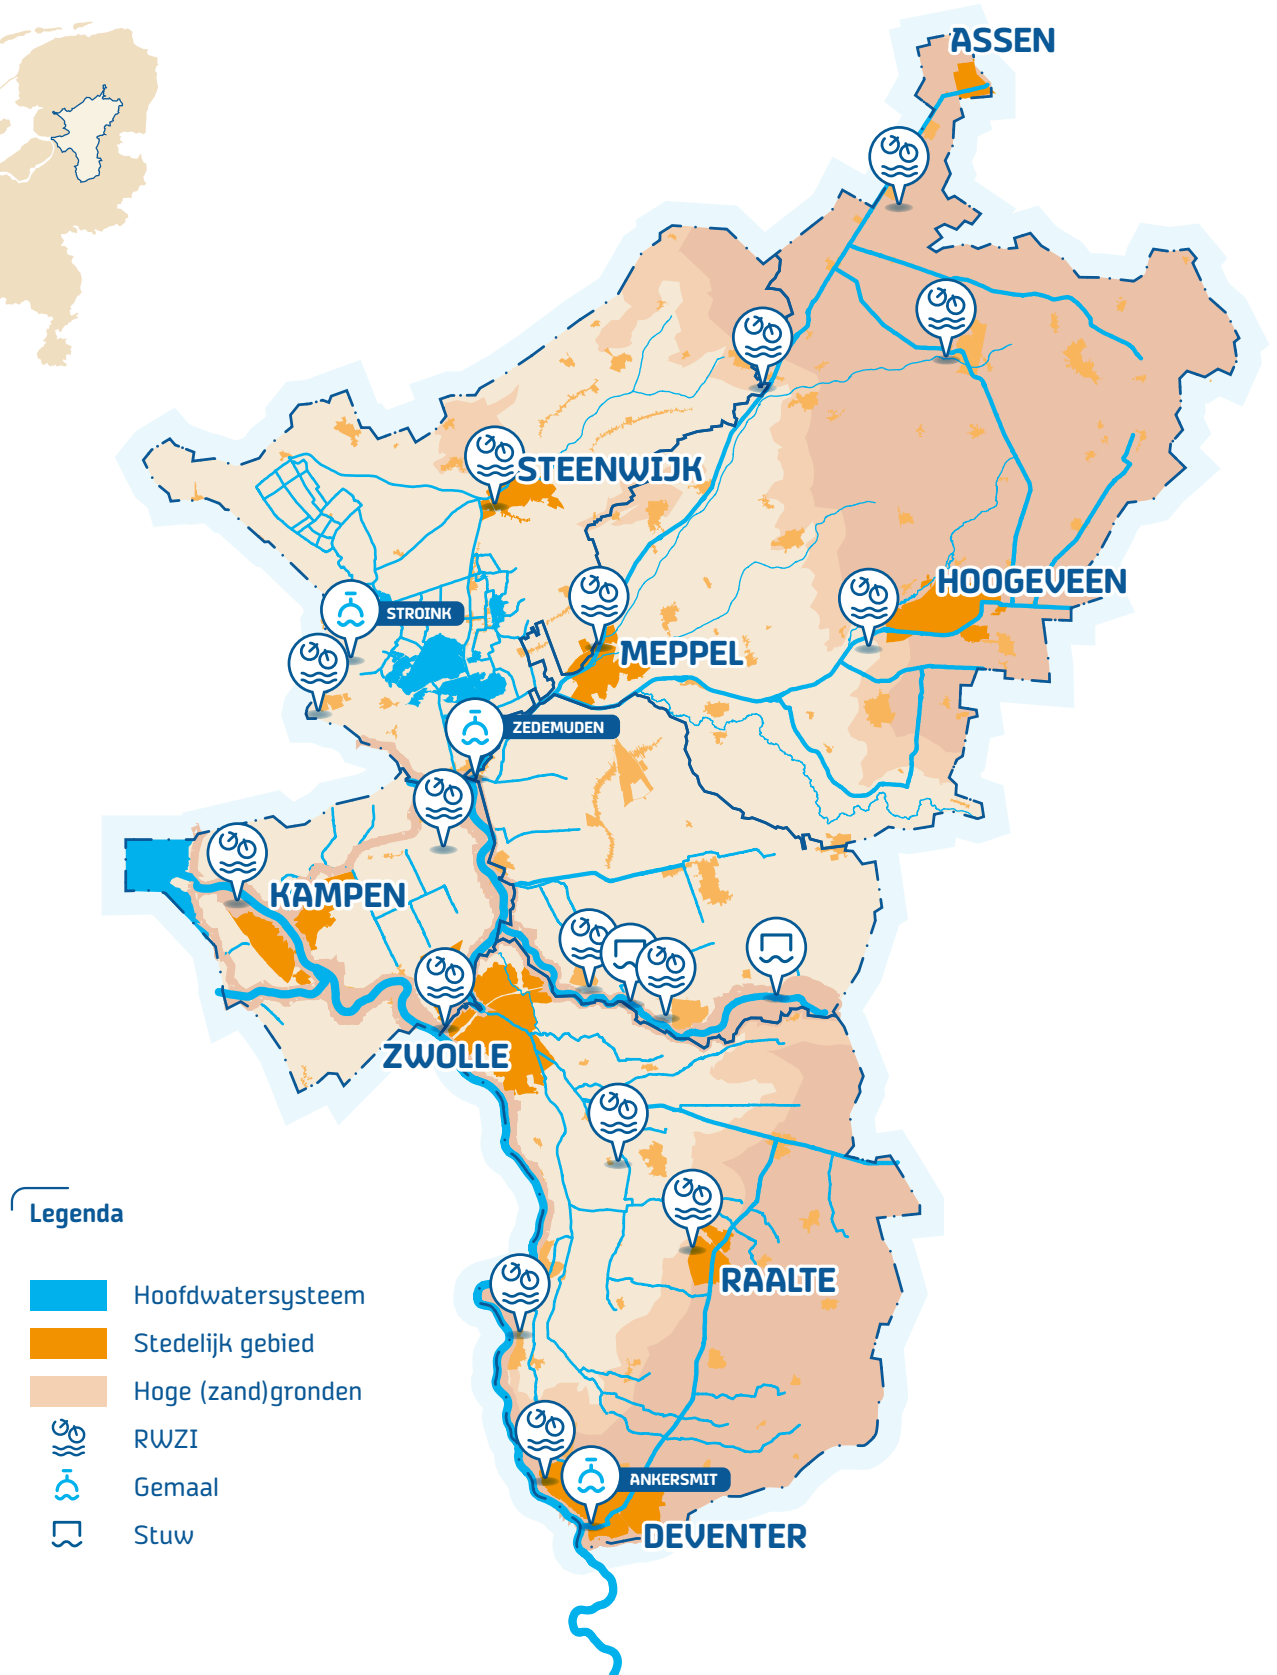 ASSEN
STEENWIJK
HOOGEVEEN
STROINK
MEPPEL
ZEDEMUDEN
KAMPEN
ZWOLLE
RAALTE
ANKERSMIT
DEVENTER
Legenda
Hoofdwatersysteem
Stedelijk gebied
Hoge (zand)gronden
RWZI
Gemaal
Stuw